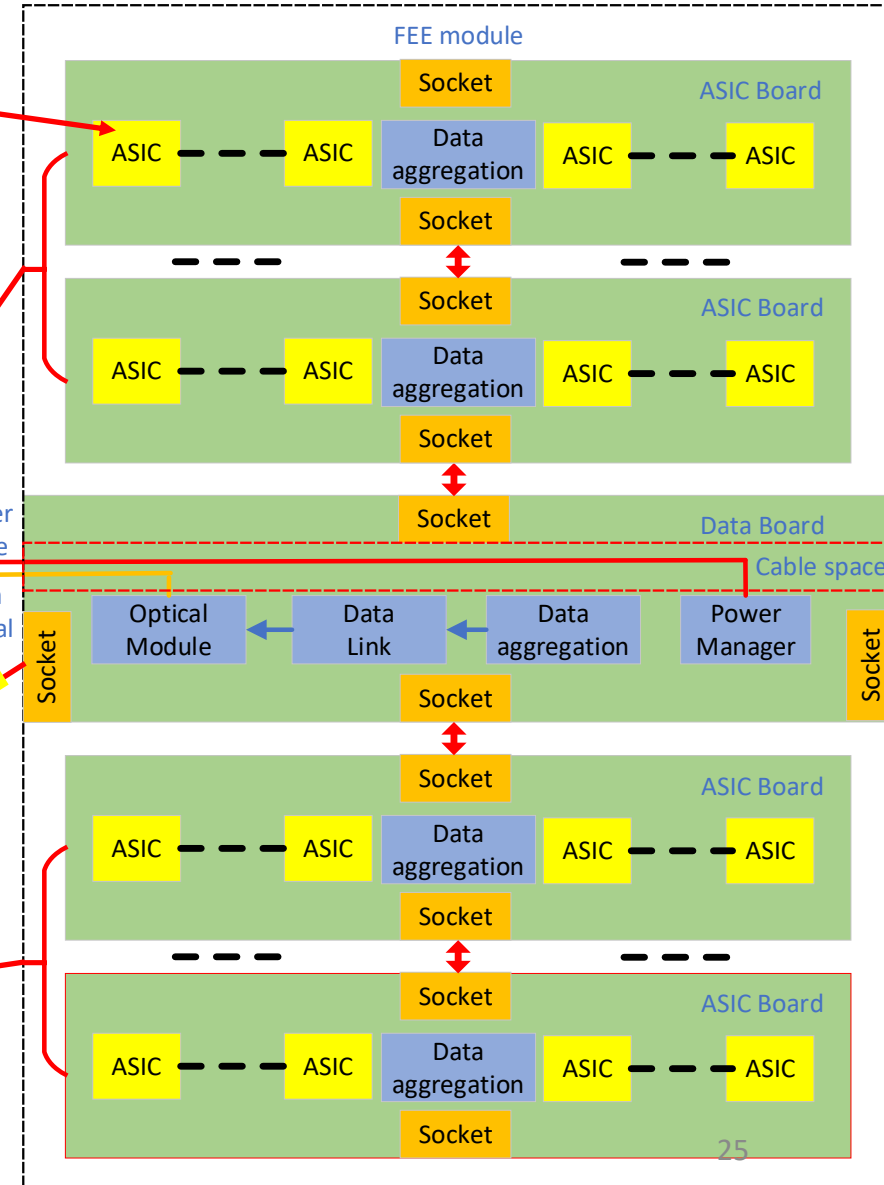 FEE module
Socket
ASIC Board
ASIC
ASIC
Data
aggregation
ASIC
ASIC
Socket
Socket
ASIC Board
ASIC
ASIC
Data
aggregation
ASIC
ASIC
Socket
Socket
Data Board
Cable space
Socket
Optical
Module
Data
Link
Data
aggregation
Power
Manager
Socket
Socket
Socket
ASIC Board
ASIC
ASIC
Data
aggregation
ASIC
ASIC
Socket
Socket
ASIC Board
ASIC
ASIC
Data
aggregation
ASIC
ASIC
Socket
25